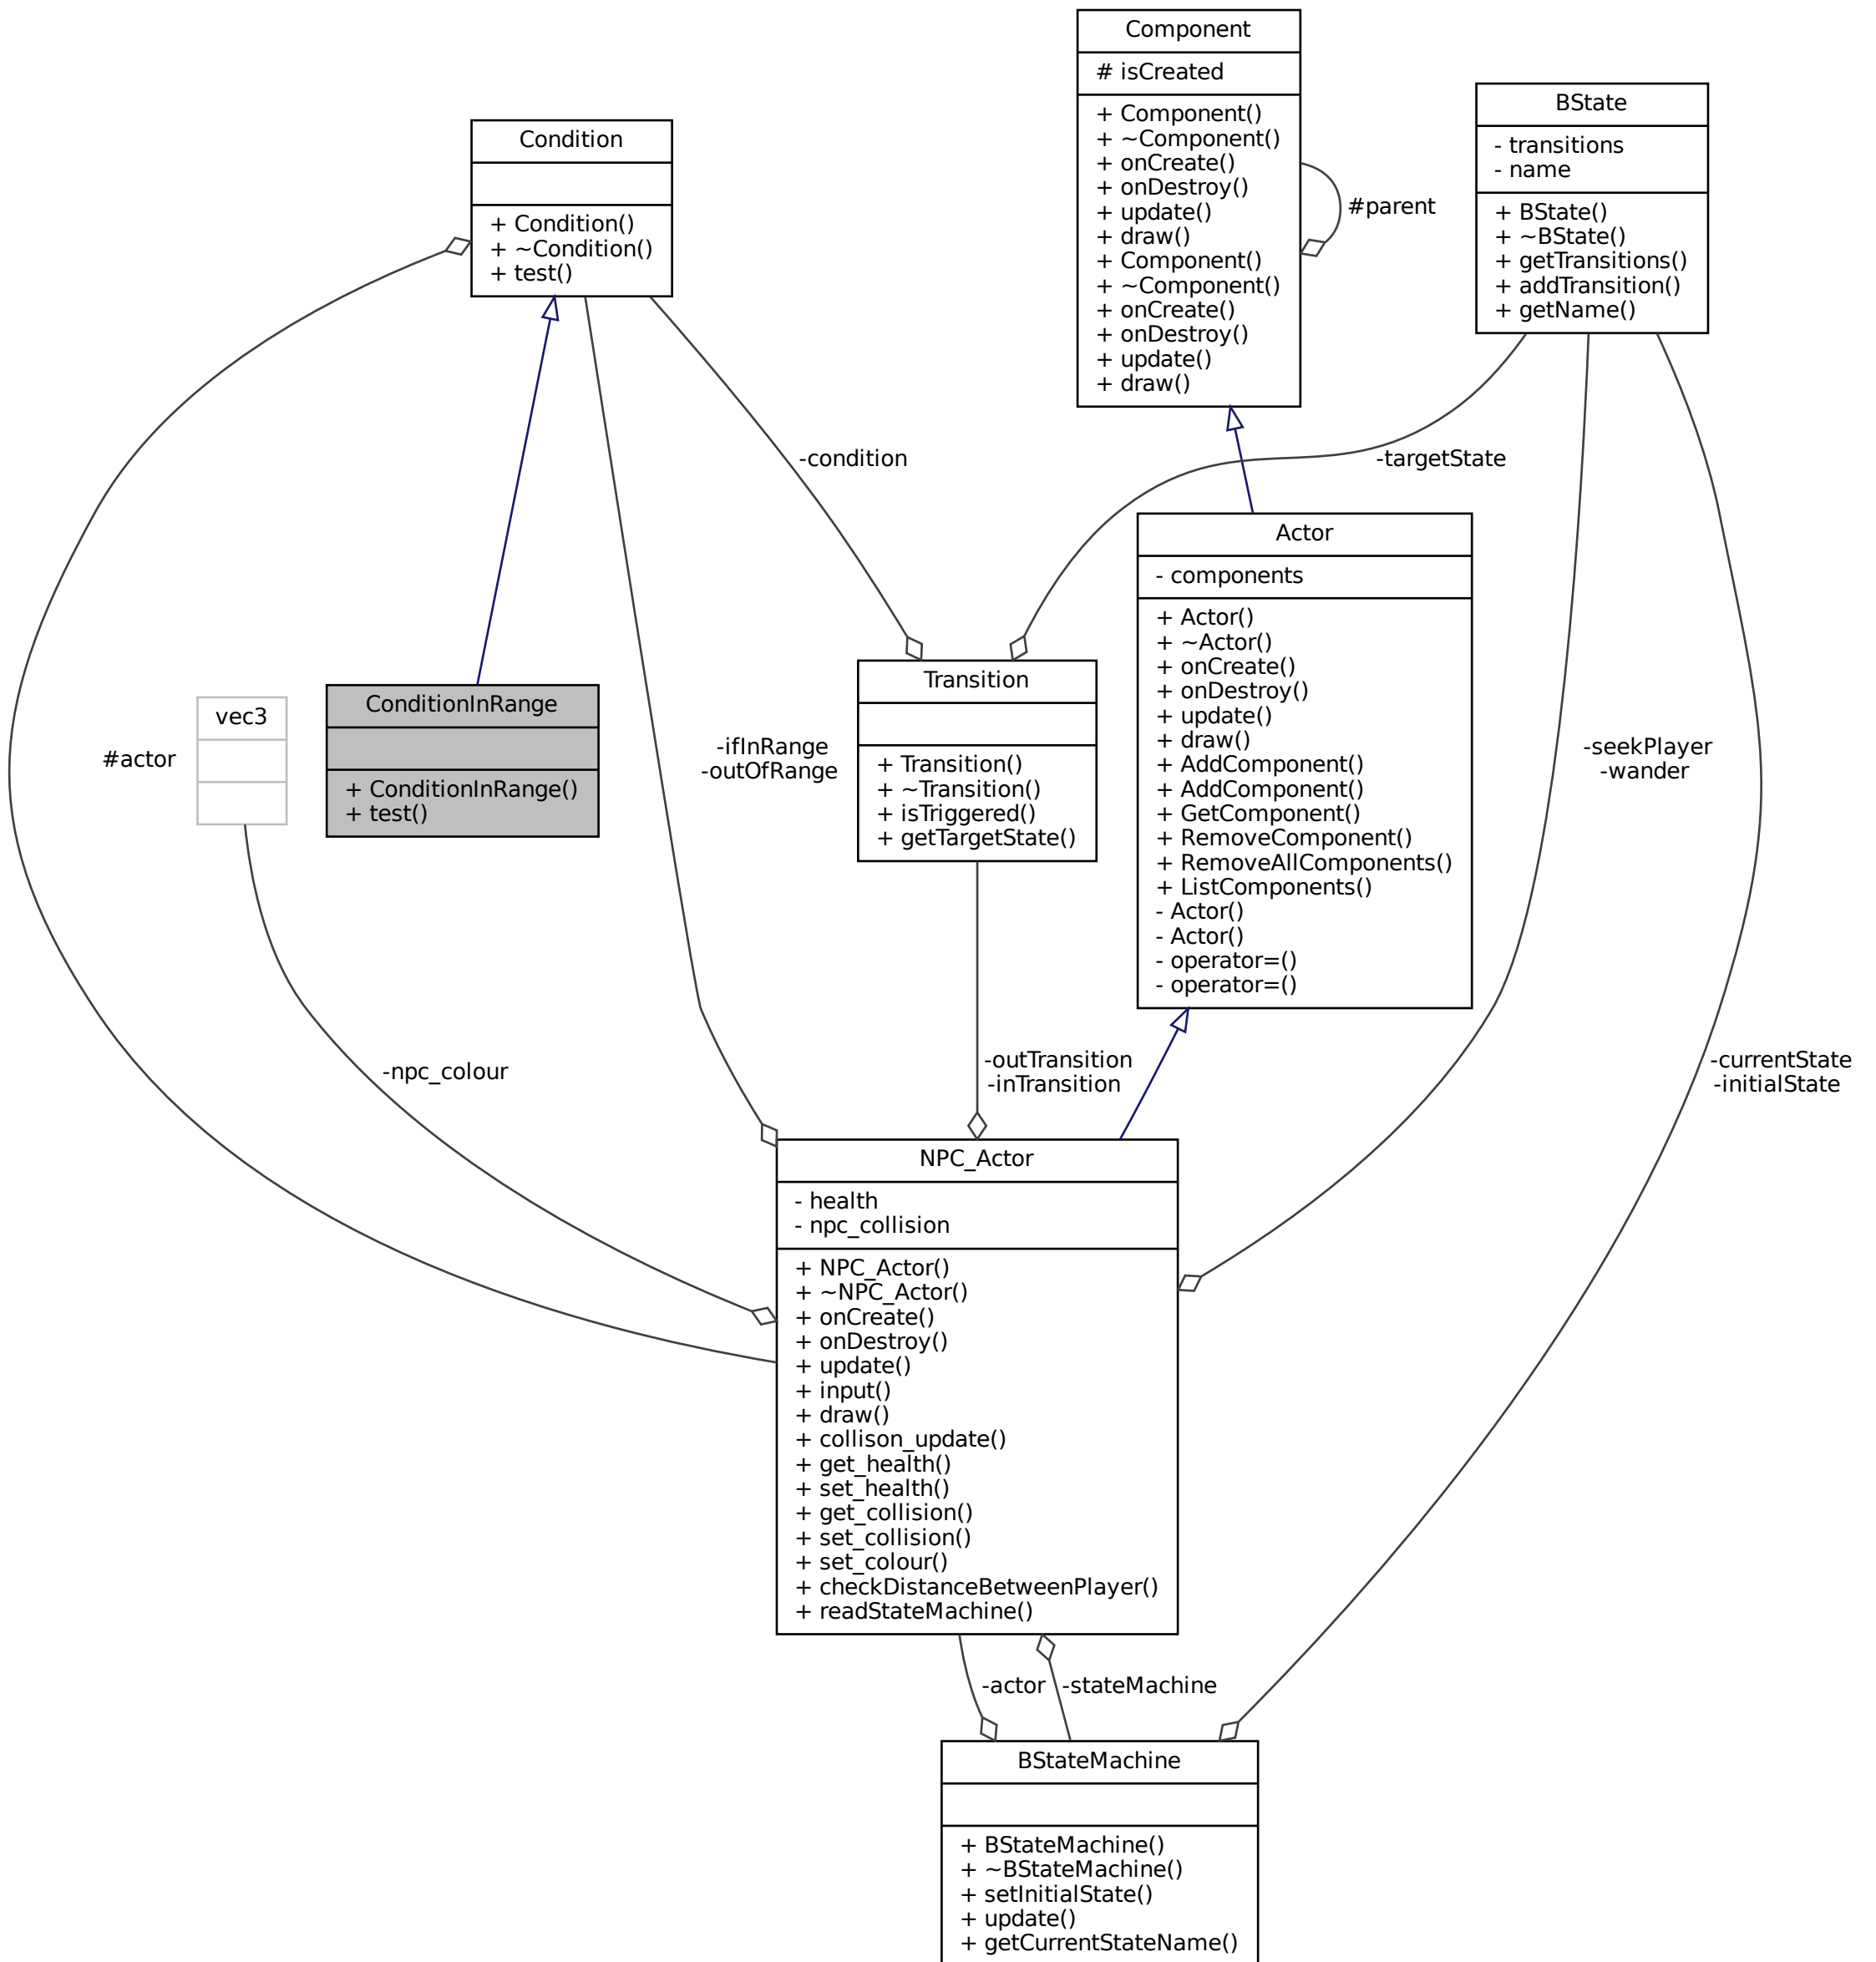 Component
# isCreated
+ Component()
+ ~Component()
+ onCreate()
+ onDestroy()
+ update()
+ draw()
+ Component()
+ ~Component()
+ onCreate()
+ onDestroy()
+ update()
+ draw()
#parent
BState
- transitions
- name
+ BState()
+ ~BState()
+ getTransitions()
+ addTransition()
+ getName()
Condition
+ Condition()
+ ~Condition()
+ test()
-condition
-targetState
Actor
- components
+ Actor()
+ ~Actor()
+ onCreate()
+ onDestroy()
+ update()
+ draw()
+ AddComponent()
+ AddComponent()
+ GetComponent()
+ RemoveComponent()
+ RemoveAllComponents()
+ ListComponents()
- Actor()
- Actor()
- operator=()
- operator=()
Transition
+ Transition()
+ ~Transition()
+ isTriggered()
+ getTargetState()
ConditionInRange
+ ConditionInRange()
+ test()
vec3
#actor
-ifInRange
-outOfRange
-seekPlayer
-wander
-npc_colour
-outTransition
-inTransition
-currentState
-initialState
NPC_Actor
- health
- npc_collision
+ NPC_Actor()
+ ~NPC_Actor()
+ onCreate()
+ onDestroy()
+ update()
+ input()
+ draw()
+ collison_update()
+ get_health()
+ set_health()
+ get_collision()
+ set_collision()
+ set_colour()
+ checkDistanceBetweenPlayer()
+ readStateMachine()
-actor
-stateMachine
BStateMachine
+ BStateMachine()
+ ~BStateMachine()
+ setInitialState()
+ update()
+ getCurrentStateName()